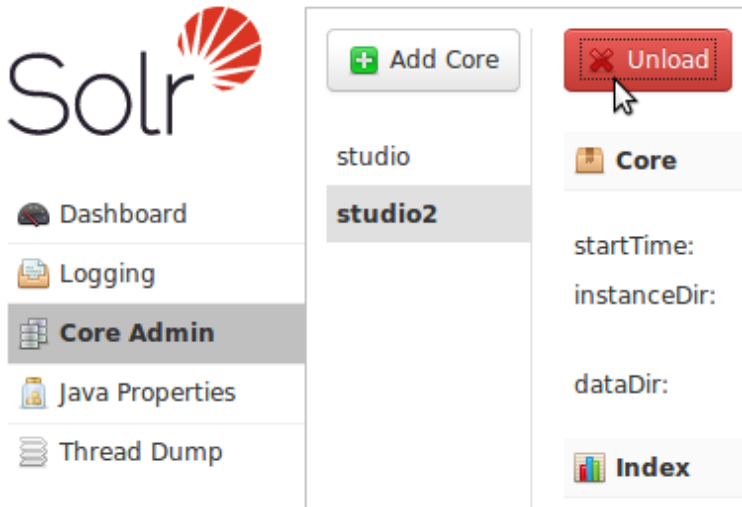 Solr
Dashboard
Logging
Core Admin
Java Properties
Thread Dump
Add Core
studio
studio2
Unload
Core
startTime:
instanceDir:
dataDir:
Index